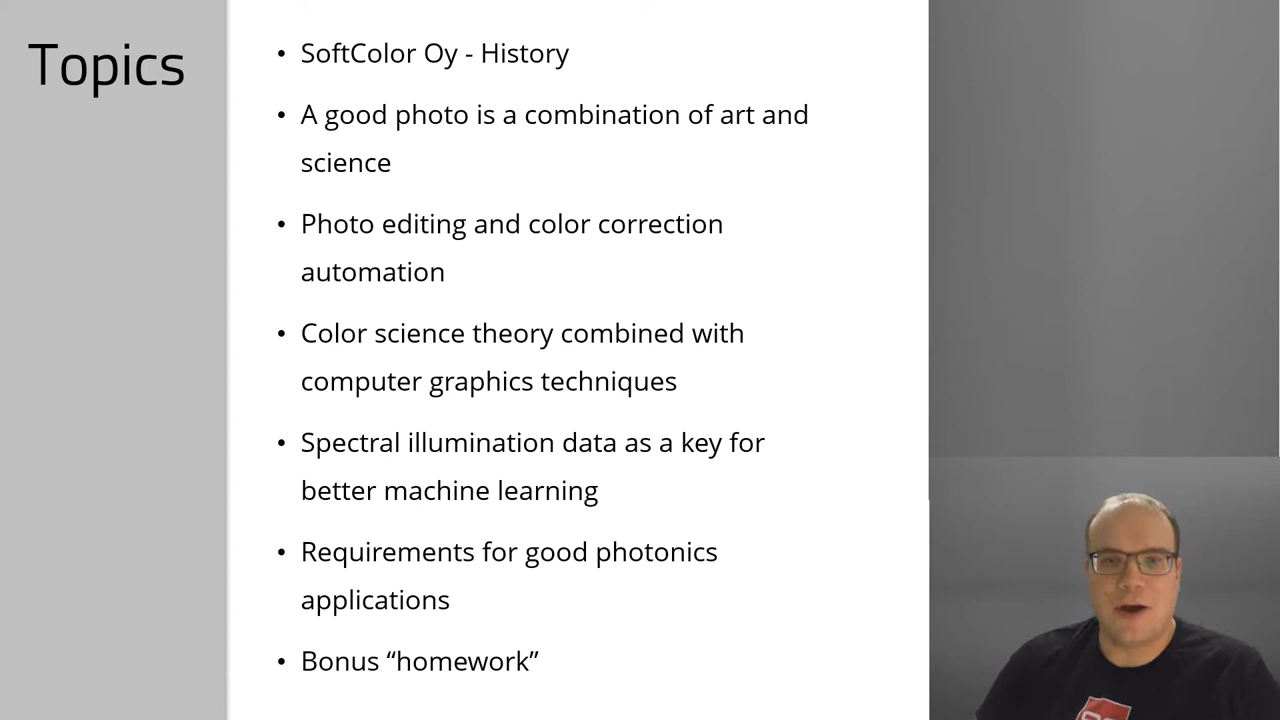 Topics
• SoftColor Oy - History
• A good photo is a combination of art and
science
• Photo editing and color correction
automation
• Color science theory combined with
computer graphics techniques
• Spectral illumination data as a key for
better machine learning
• Requirements for good photonics
applications
• Bonus “homework”